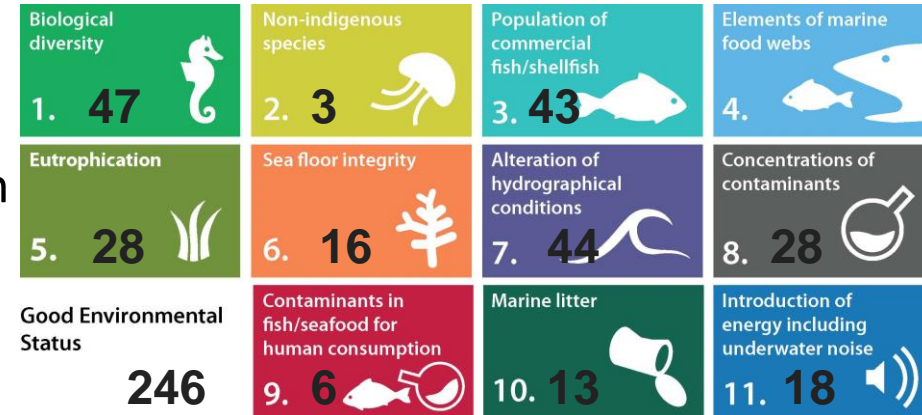 Biological
diversity
1. 47
Non-indigenous
species
2. 3
Population of
commercial
fish/shellfish
3. 43
Elements of marine
food webs
4.
Eutrophication
5. 28
Sea floor integrity
6. 16
Alteration of
hydrographical
conditions
7. 44
Concentrations of
contaminants
8. 28
Good Environmental
Status
246
Contaminants in
fish/seafood for
human consumption
9. 6
Marine litter
10. 13
Introduction of
energy including
underwater noise
11. 18